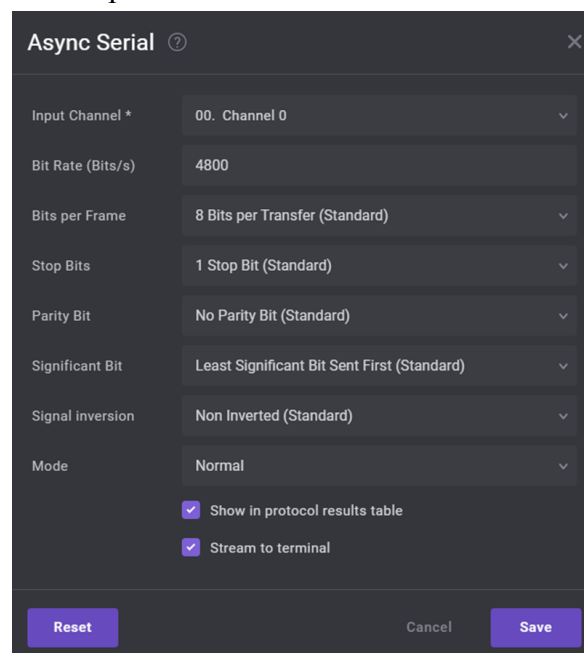 Async Serial ?
Input Channel * 00. Channel 0
Bit Rate (Bits/s) 4800
Bits per Frame 8 Bits per Transfer (Standard)
Stop Bits 1 Stop Bit (Standard)
Parity Bit No Parity Bit (Standard)
Significant Bit Least Significant Bit Sent First (Standard)
Signal inversion Non Inverted (Standard)
Mode Normal
Show in protocol results table
Stream to terminal
Reset Cancel Save